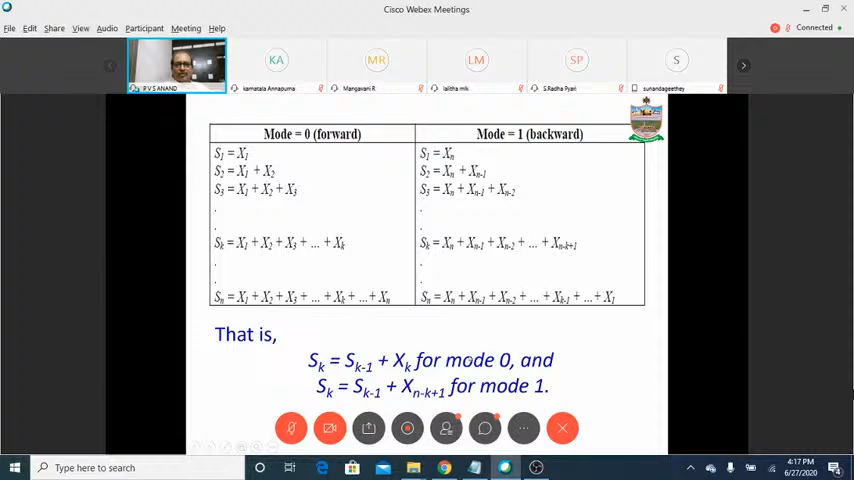 Cisco Webex Meetings
File Edit Share View Audio Participant Meeting Help
Connected
KA
MR
LM
SP
S
P V S ANAND
kamatala Annapurna
Mangavani R
lalitha mlk
S.Radha Pyari
sunandageethey
Mode = 0 (forward)
Mode = 1 (backward)
S1 = X1
S1 = Xn
S2 = X1 + X2
S2 = Xn + Xn-1
S3 = X1 + X2 + X3
S3 = Xn + Xn-1 + Xn-2
.
.
.
.
Sk = X1 + X2 + X3 + ... + Xk
Sk = Xn + Xn-1 + Xn-2 + ... + Xn-k+1
.
.
.
.
Sn = X1 + X2 + X3 + ... + Xk + ... + Xn
Sn = Xn + Xn-1 + Xn-2 + ... + Xk-1 + ... + X1
That is,
Sk = Sk-1 + Xk for mode 0, and
Sk = Sk-1 + Xn-k+1 for mode 1.
Type here to search
4:17 PM
6/27/2020
4